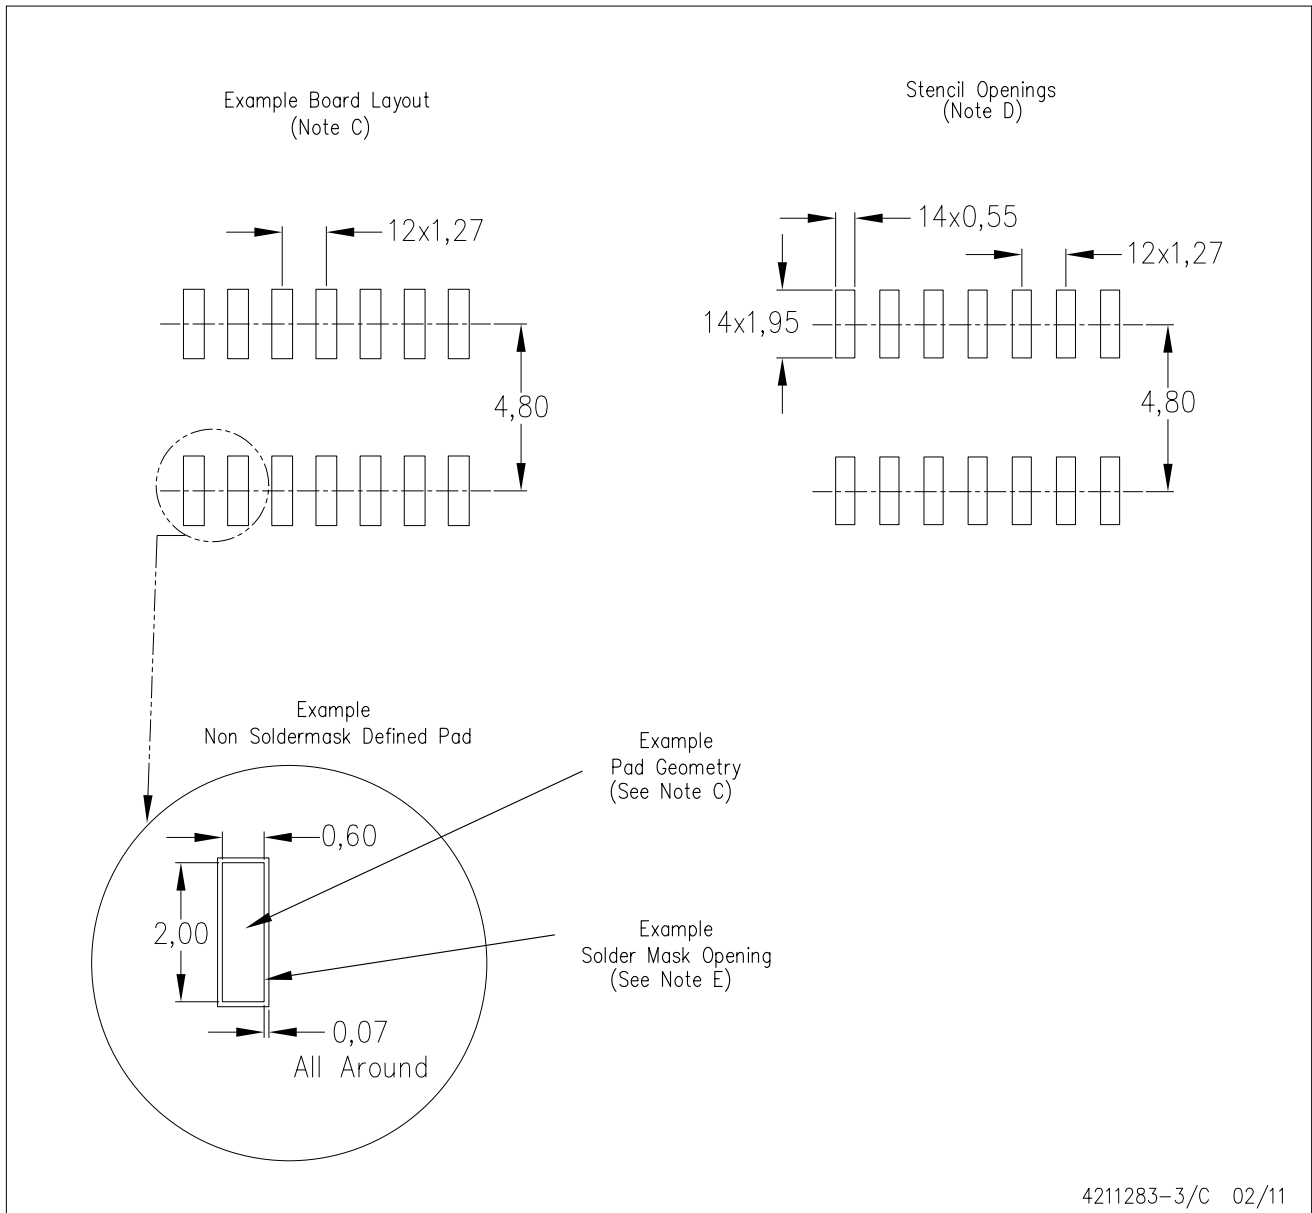 Example Board Layout
(Note C)
Stencil Openings
(Note D)
12x1,27
14x0,55
12x1,27
14x1,95
4,80
4,80
Example
Non Soldermask Defined Pad
Example
Pad Geometry
(See Note C)
0,60
2,00
Example
Solder Mask Opening
(See Note E)
0,07
All Around
4211283-3/C 02/11